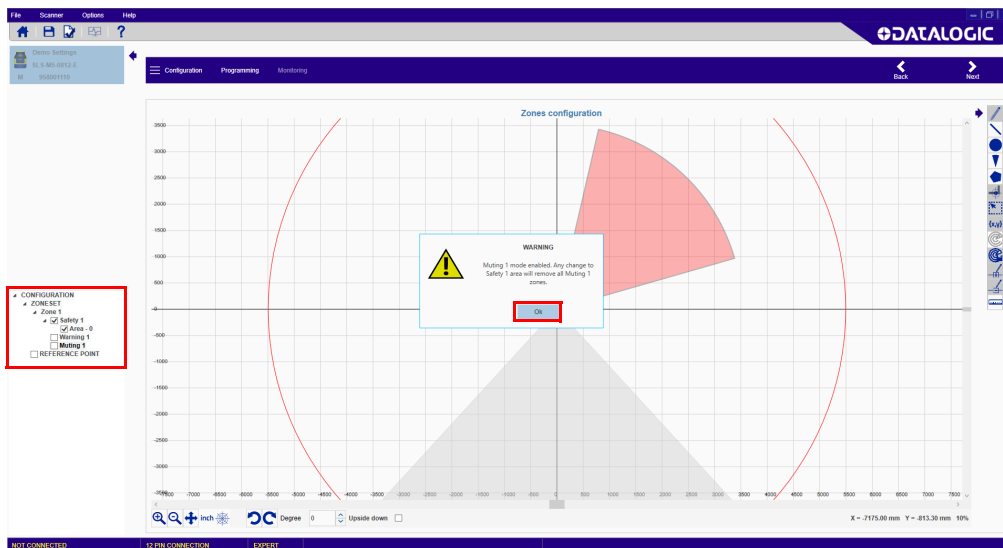 File Scanner Options Help
DATALOGIC
Demo Settings
SLS-M5-0812-E
M 958001100
Configuration Programming Monitoring
Back Next
Zones configuration
3500
3000
2500
2000
1500
1000
500
0
-500
-1000
-1500
-2000
-2500
-3000
-7000 -6500 -6000 -5500 -5000 -4500 -4000 -3500 -3000 -2500 -2000 -1500 -1000 -500 0 500 1000 1500 2000 2500 3000 3500 4000 4500 5000 5500 6000 6500 7000 7500
WARNING
Muting 1 mode enabled. Any change to
Safety 1 area will remove all Muting 1
zones.
Ok
CONFIGURATION
ZONESET
Zone 1
Safety 1
Area - 0
Warning 1
Muting 1
REFERENCE POINT
(x,y)
inch Degree 0 Upside down
X = -7175.00 mm Y = -813.30 mm 10%
NOT CONNECTED 12 PIN CONNECTION EXPERT